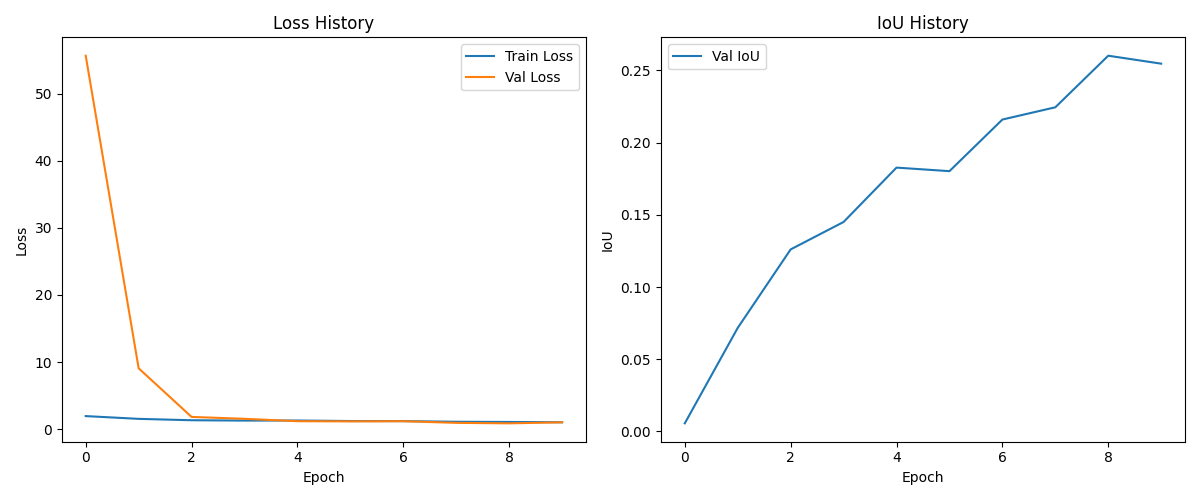 Loss History
Train Loss
Val Loss
50
40
30
20
10
0
Loss
0 2 4 6 8
Epoch
IoU History
Val IoU
0.25
0.20
0.15
0.10
0.05
0.00
IoU
0 2 4 6 8
Epoch